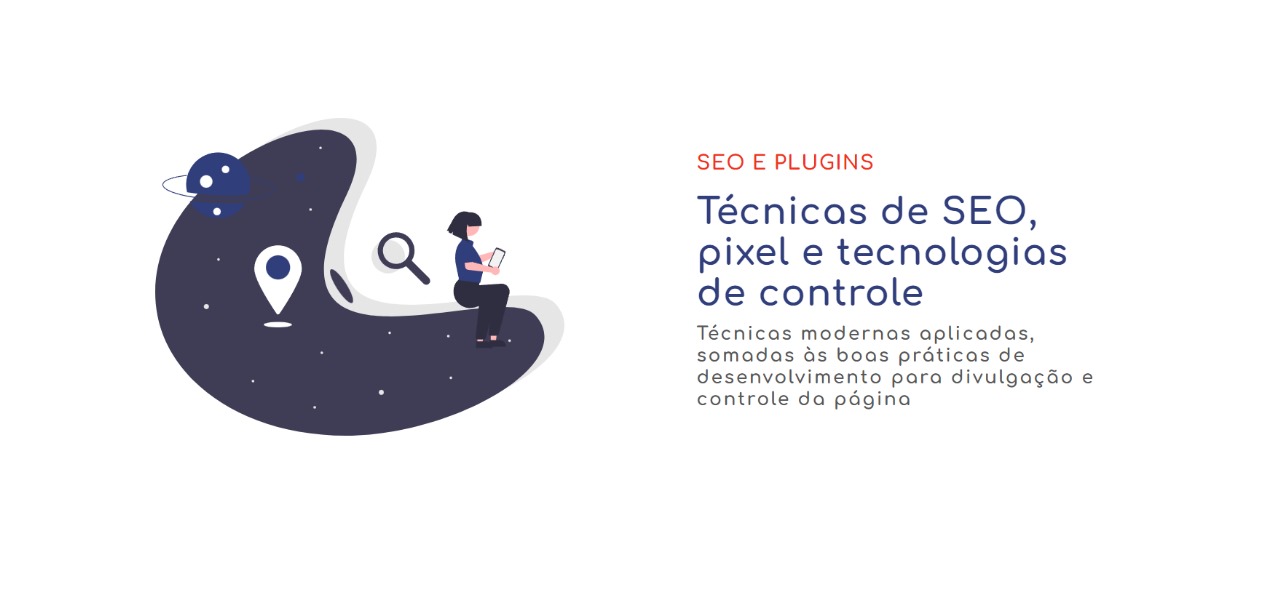 SEO E PLUGINS
Técnicas de SEO,
pixel e tecnologias
de controle
Técnicas modernas aplicadas,
somadas às boas práticas de
desenvolvimento para divulgação e
controle da página